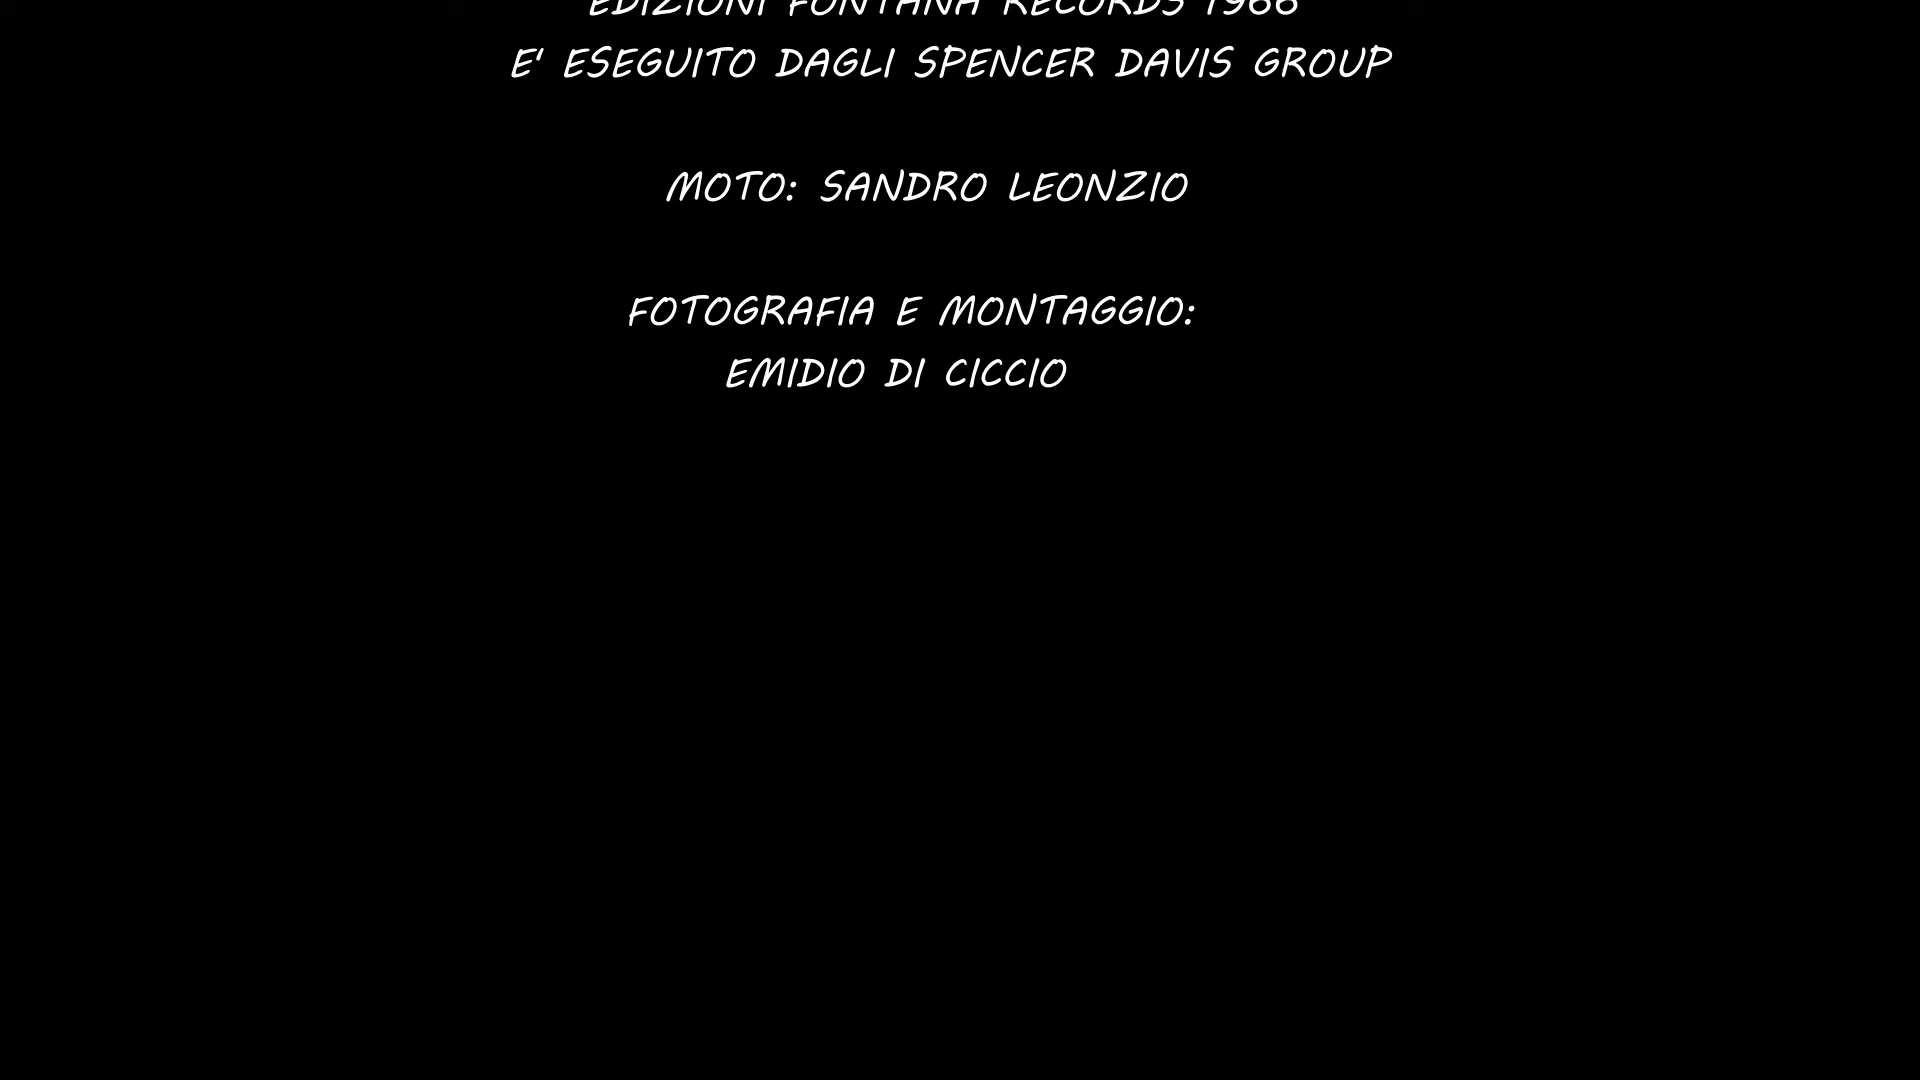 EDIZIONI FONTANA RECORDS 1966
E' ESEGUITO DAGLI SPENCER DAVIS GROUP
MOTO: SANDRO LEONZIO
FOTOGRAFIA E MONTAGGIO:
EMIDIO DI CICCIO